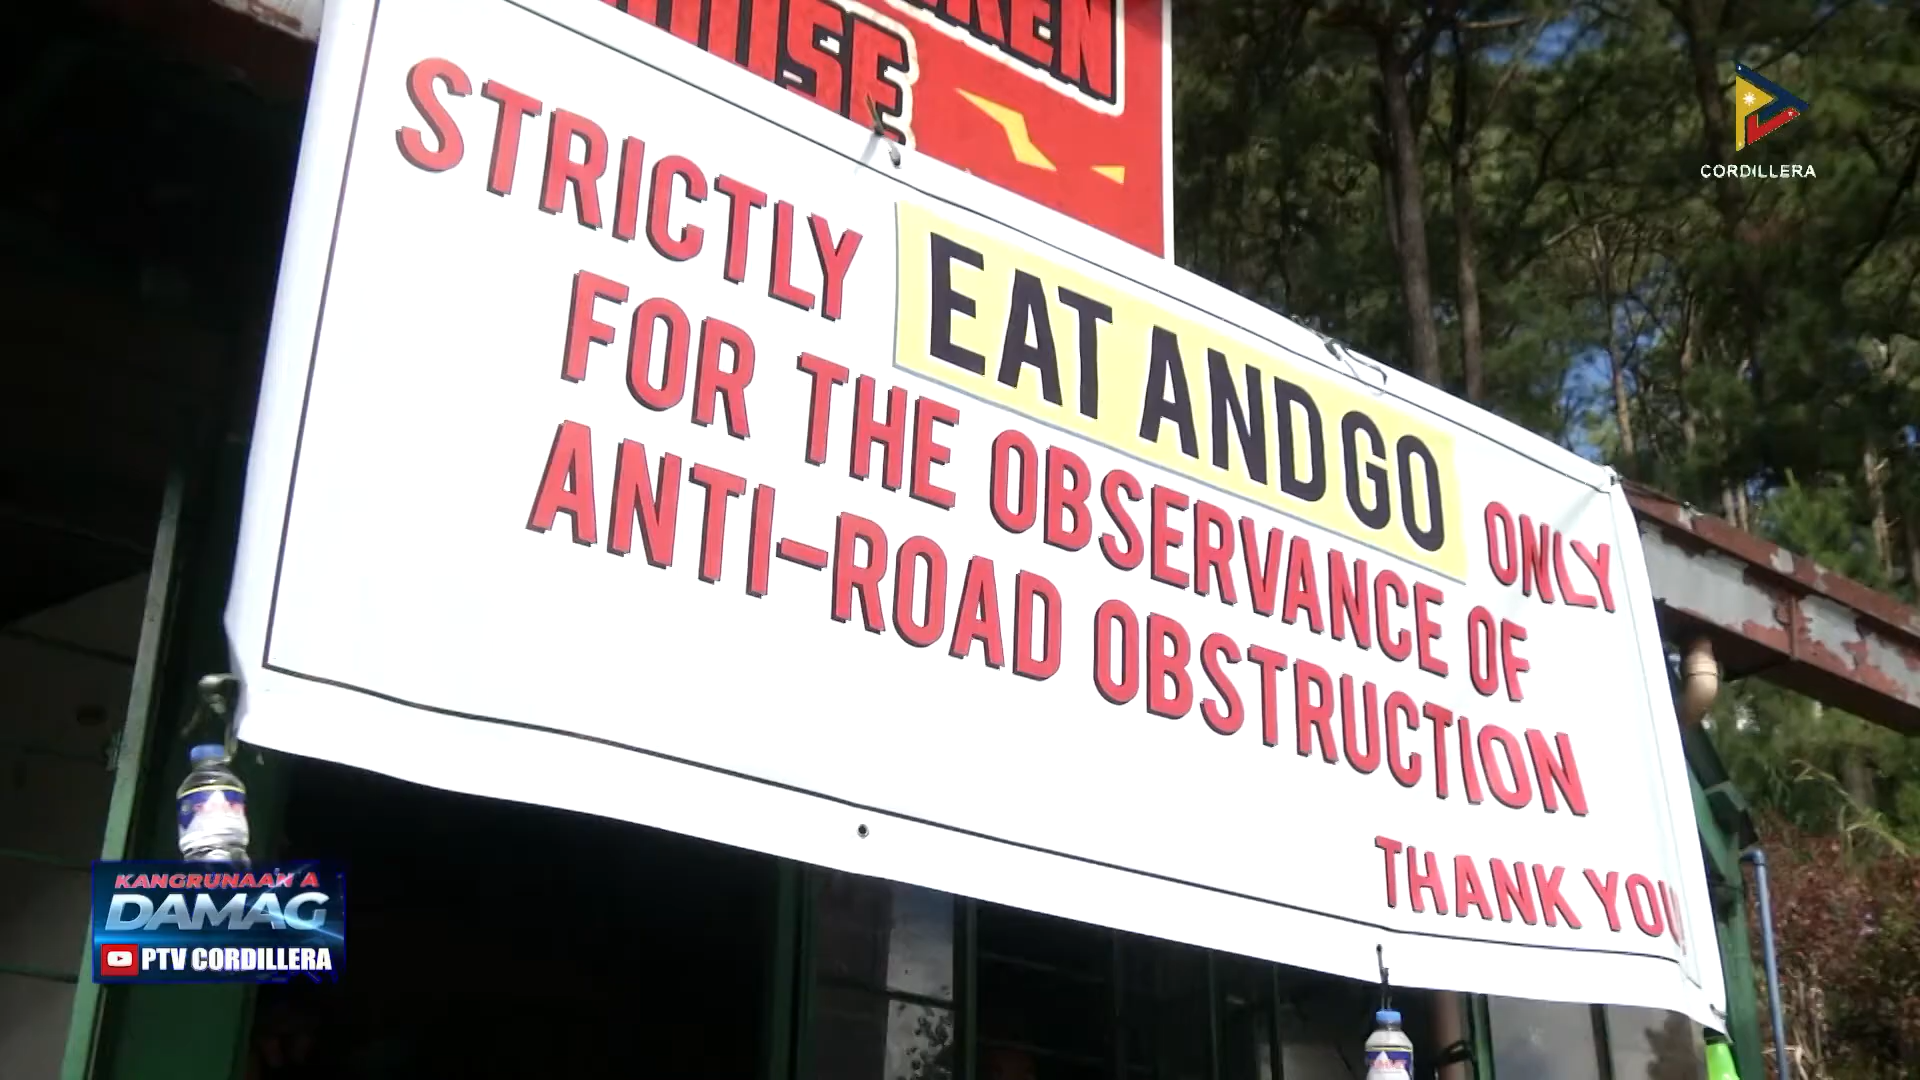 STRICTLY EAT AND GO ONLY
FOR THE OBSERVANCE OF
ANTI-ROAD OBSTRUCTION
THANK YOU
CORDILLERA
KANGRUNAAN A
DAMAG
PTV CORDILLERA